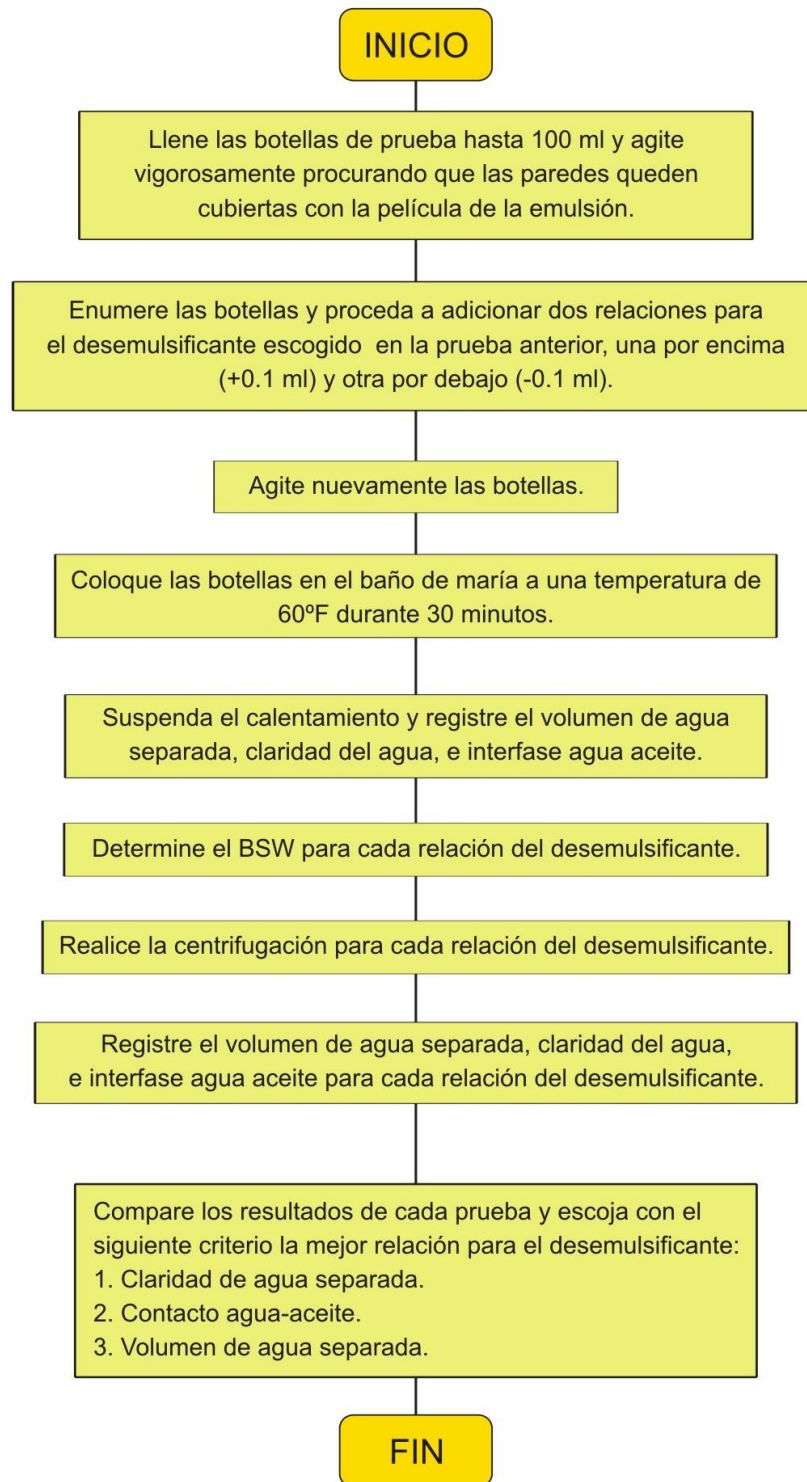 INICIO
Llene las botellas de prueba hasta 100 ml y agite
vigorosamente procurando que las paredes queden
cubiertas con la película de la emulsión.
Enumere las botellas y proceda a adicionar dos relaciones para
el desemulsificante escogido en la prueba anterior, una por encima
(+0.1 ml) y otra por debajo (-0.1 ml).
Agite nuevamente las botellas.
Coloque las botellas en el baño de maría a una temperatura de
60ºF durante 30 minutos.
Suspenda el calentamiento y registre el volumen de agua
separada, claridad del agua, e interfase agua aceite.
Determine el BSW para cada relación del desemulsificante.
Realice la centrifugación para cada relación del desemulsificante.
Registre el volumen de agua separada, claridad del agua,
e interfase agua aceite para cada relación del desemulsificante.
Compare los resultados de cada prueba y escoja con el
siguiente criterio la mejor relación para el desemulsificante:
1. Claridad de agua separada.
2. Contacto agua-aceite.
3. Volumen de agua separada.
FIN